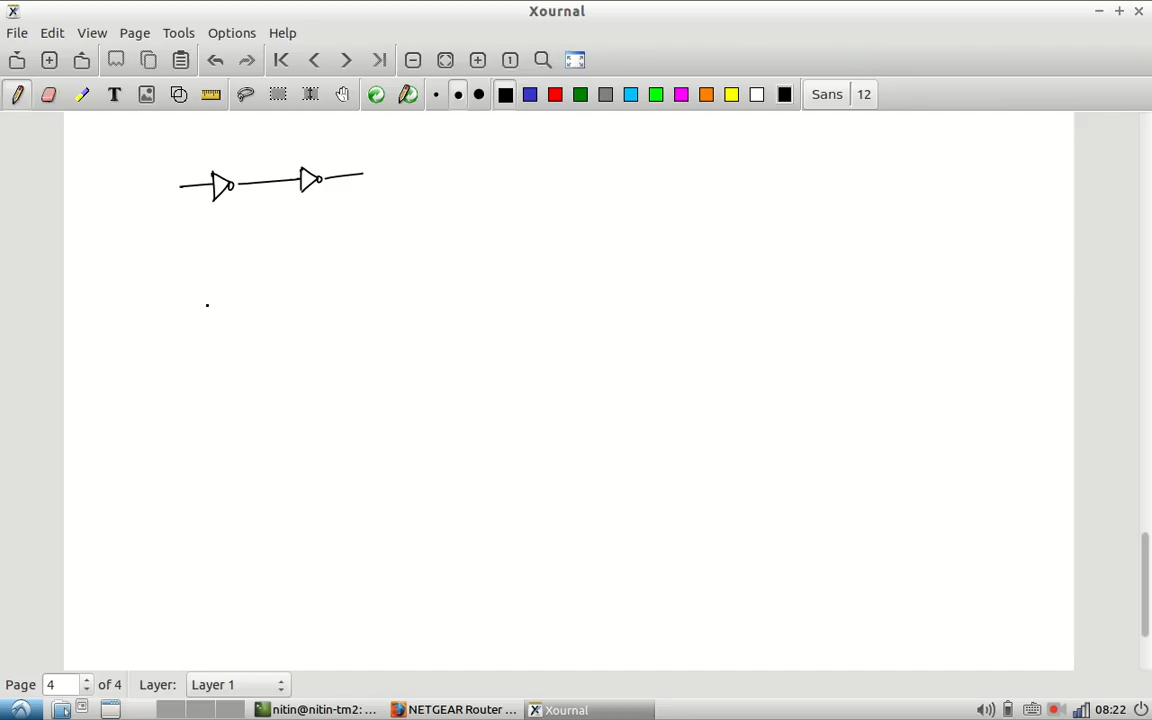 Xournal
File Edit View Page Tools Options Help
Sans 12
Page 4 of 4 Layer: Layer 1
nitin@nitin-tm2: ... NETGEAR Router ... Xournal 08:22